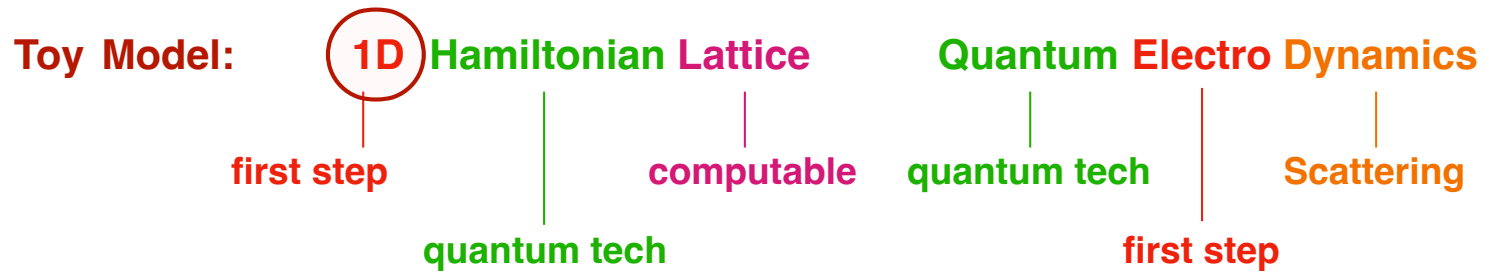 Toy Model: 1D Hamiltonian Lattice Quantum Electro Dynamics
first step computable quantum tech Scattering
quantum tech first step